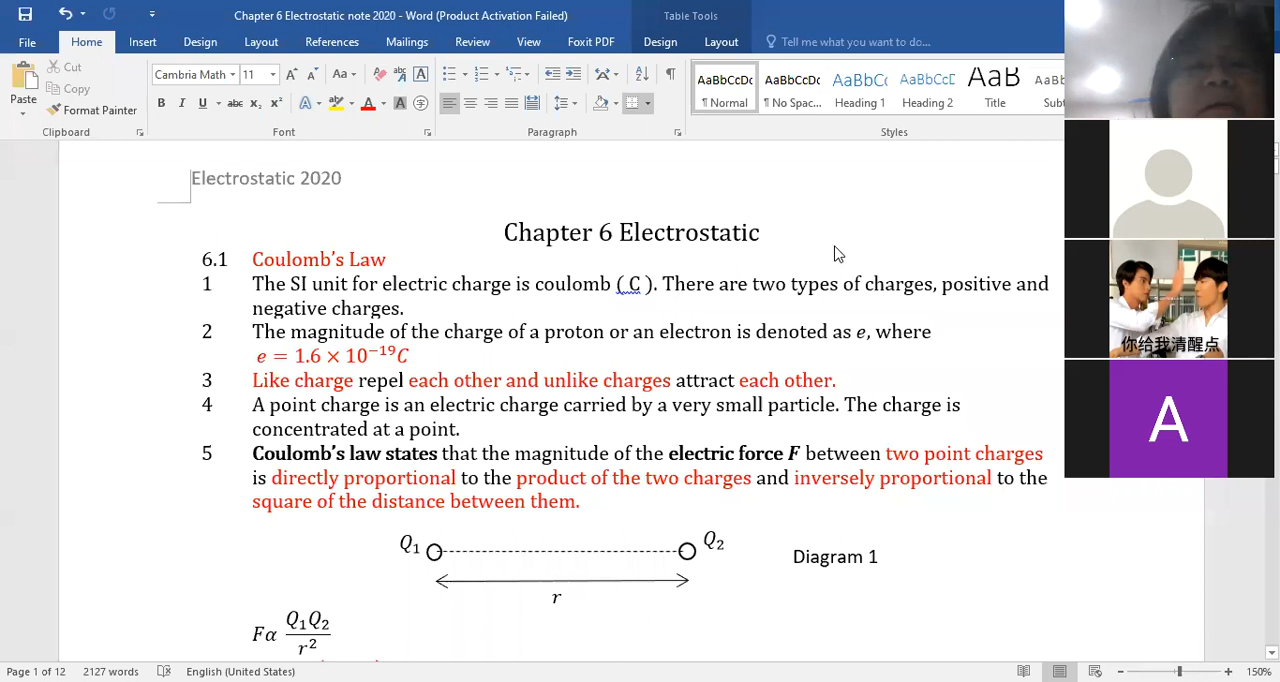 Chapter 6 Electrostatic note 2020 - Word (Product Activation Failed)
Table Tools
File
Home
Insert
Design
Layout
References
Mailings
Review
View
Foxit PDF
Design
Layout
Tell me what you want to do...
Cut
Copy
Format Painter
Paste
Clipboard
Cambria Math
11
Font
Paragraph
AaBbCcDc
¶ Normal
AaBbCcDc
¶ No Spac...
AaBbCc
Heading 1
AaBbCcD
Heading 2
AaB
Title
AaB
Subt
Styles
Electrostatic 2020
Chapter 6 Electrostatic
6.1 Coulomb's Law
1 The SI unit for electric charge is coulomb ( C ). There are two types of charges, positive and
negative charges.
2 The magnitude of the charge of a proton or an electron is denoted as e, where
e = 1.6 × 10⁻¹⁹C
3 Like charge repel each other and unlike charges attract each other.
4 A point charge is an electric charge carried by a very small particle. The charge is
concentrated at a point.
5 Coulomb's law states that the magnitude of the electric force F between two point charges
is directly proportional to the product of the two charges and inversely proportional to the
square of the distance between them.
Q₁ Q₂
Diagram 1
r
Fα Q₁Q₂/r²
你给我清醒点
A
Page 1 of 12
2127 words
English (United States)
150%